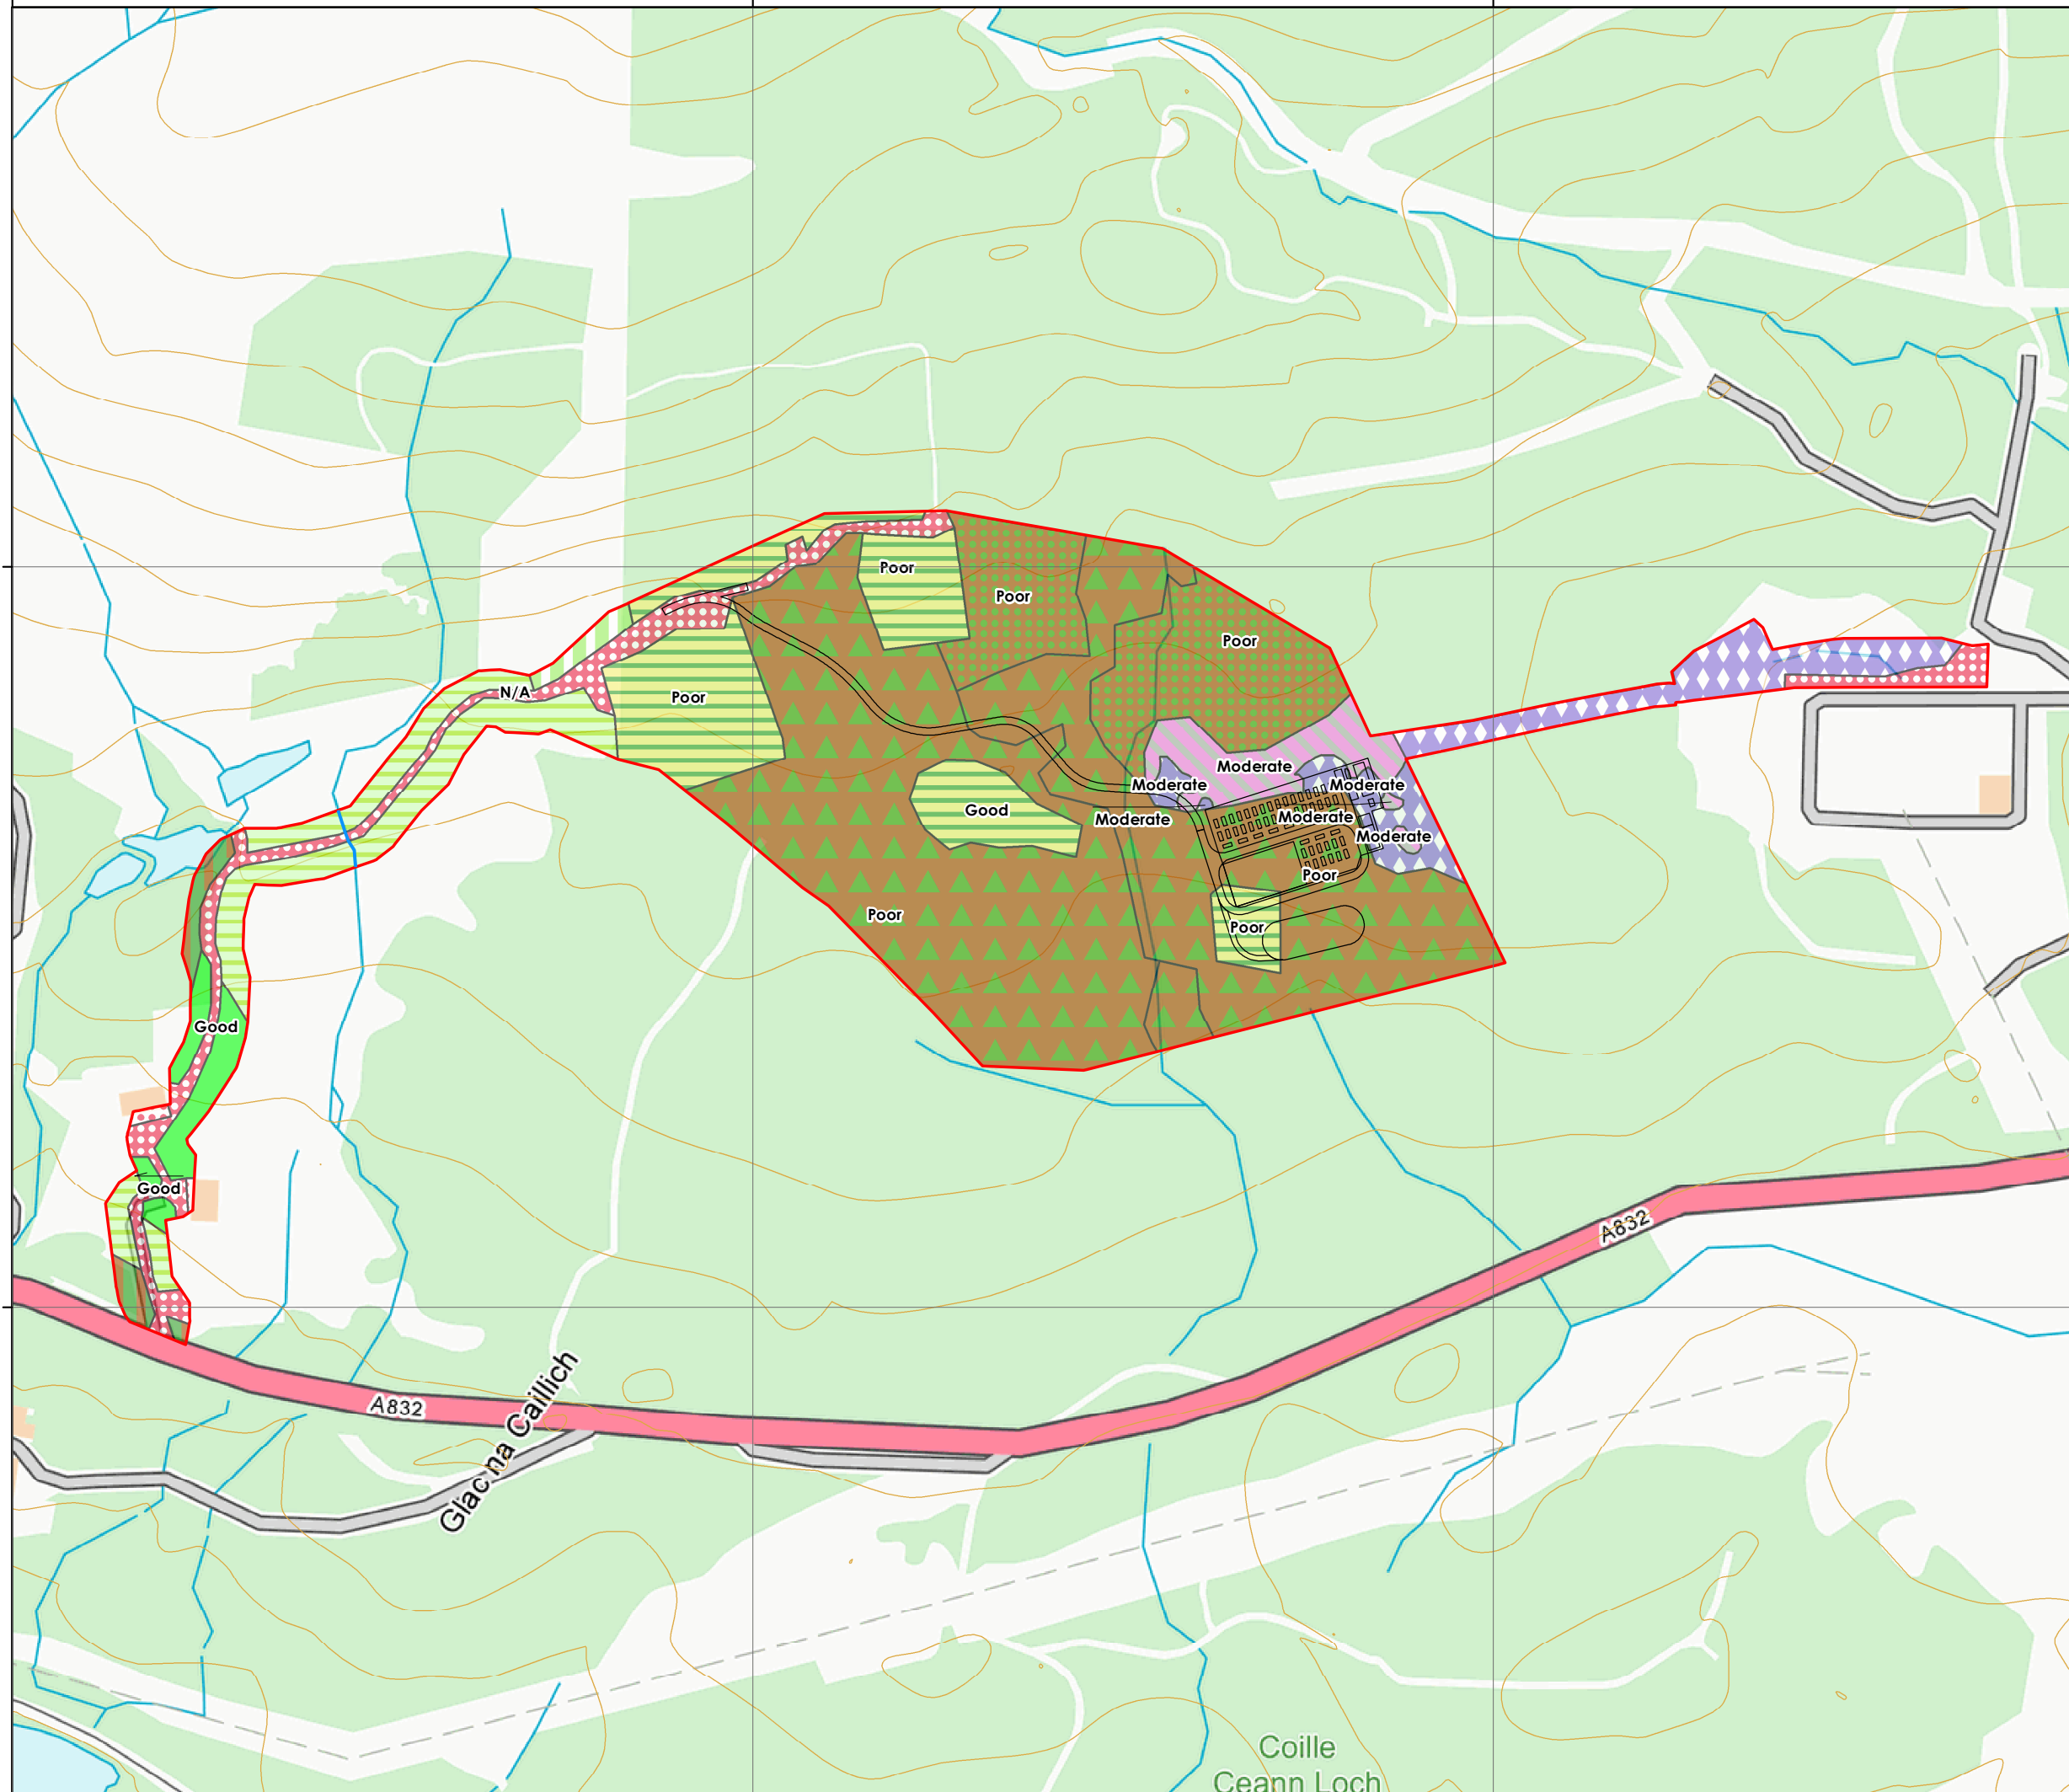 Poor
Poor
Poor
N/A
Poor
Moderate
Moderate
Moderate
Good
Moderate
Moderate
Moderate
Poor
Poor
Poor
Good
Good
A832
A832
Glac na Caillich
Coille
Ceann Loch